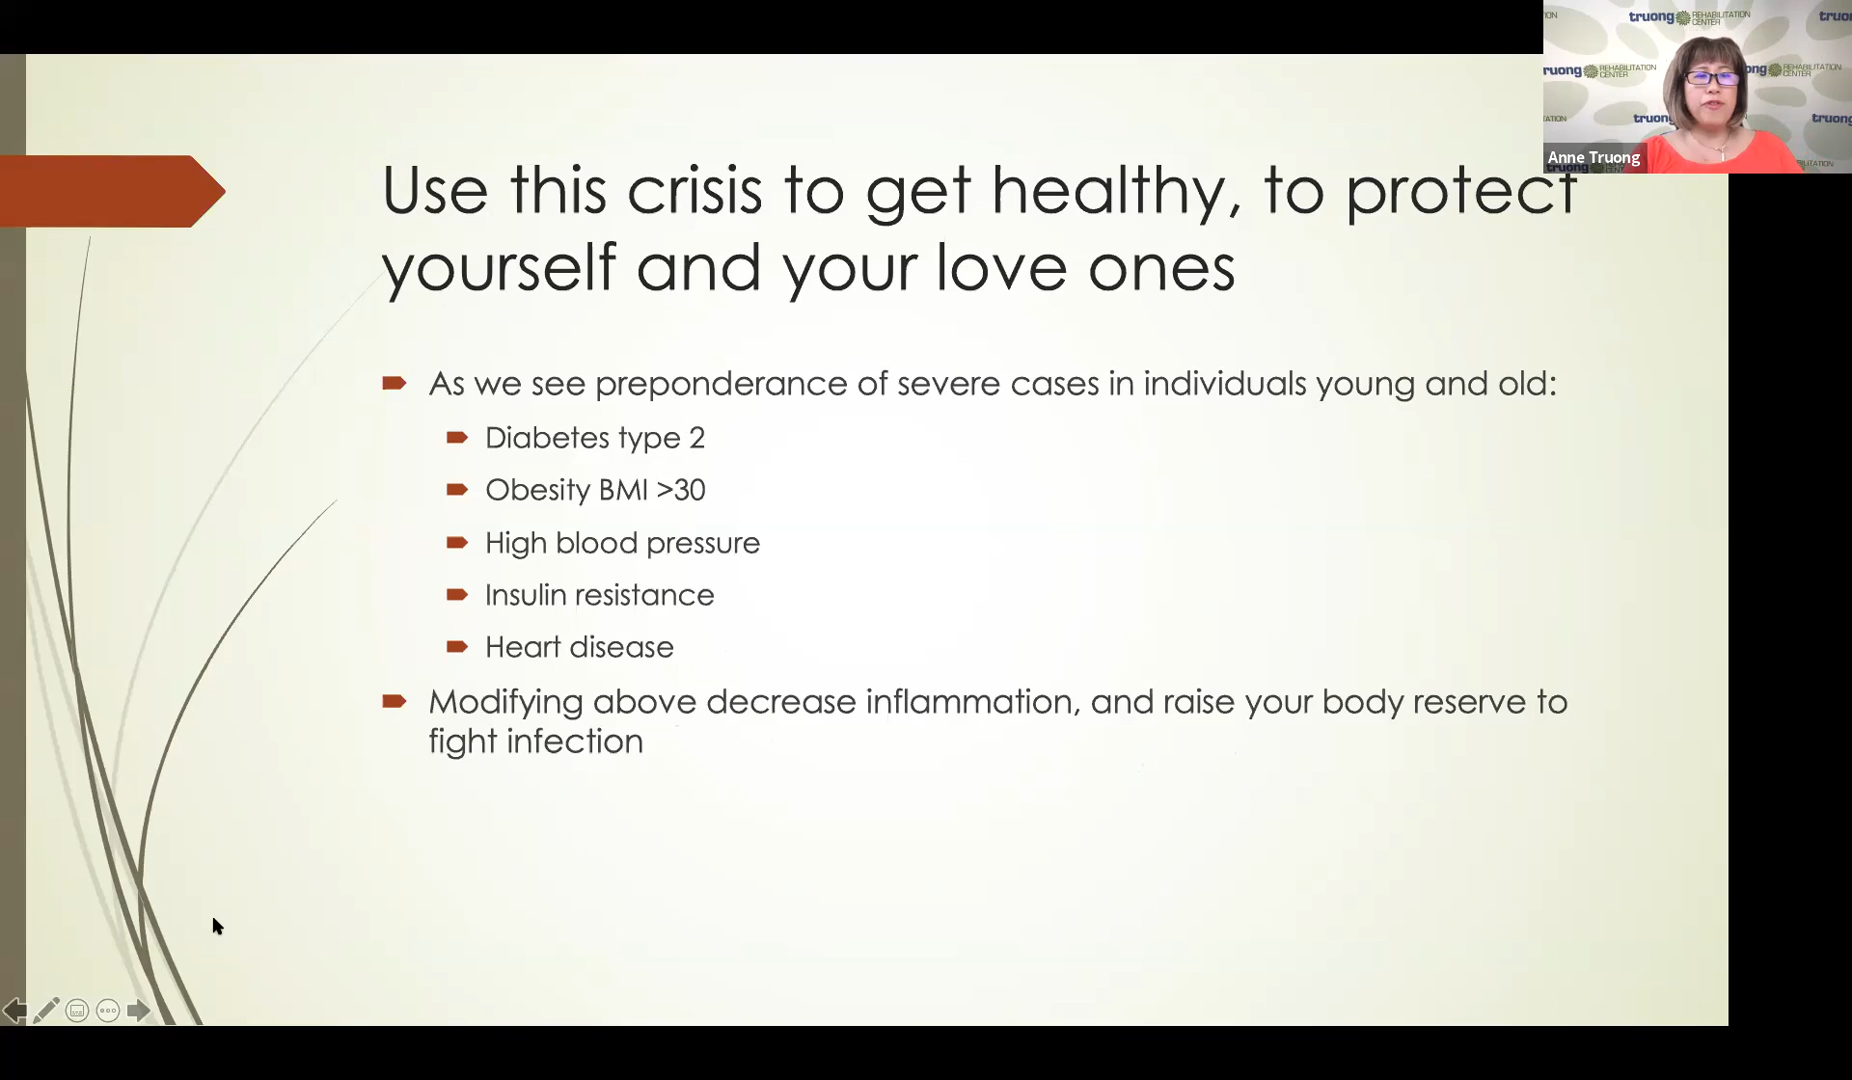 truong REHABILITATION CENTER
Anne Truong
Use this crisis to get healthy, to protect
yourself and your love ones
As we see preponderance of severe cases in individuals young and old:
Diabetes type 2
Obesity BMI >30
High blood pressure
Insulin resistance
Heart disease
Modifying above decrease inflammation, and raise your body reserve to
fight infection